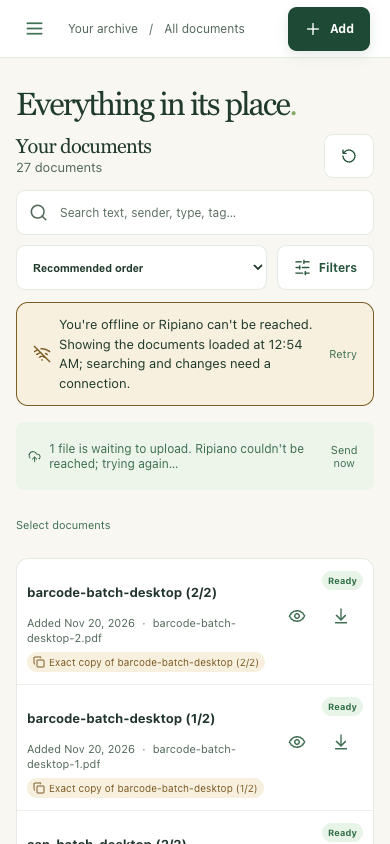 Your archive / All documents
Add
Everything in its place.
Your documents
27 documents
Search text, sender, type, tag...
Recommended order
Filters
You're offline or Ripiano can't be reached.
Showing the documents loaded at 12:54
AM; searching and changes need a
connection.
Retry
1 file is waiting to upload. Ripiano couldn't be
reached; trying again...
Send
now
Select documents
Ready
barcode-batch-desktop (2/2)
Added Nov 20, 2026 · barcode-batch-
desktop-2.pdf
Exact copy of barcode-batch-desktop (2/2)
Ready
barcode-batch-desktop (1/2)
Added Nov 20, 2026 · barcode-batch-
desktop-1.pdf
Exact copy of barcode-batch-desktop (1/2)
Ready